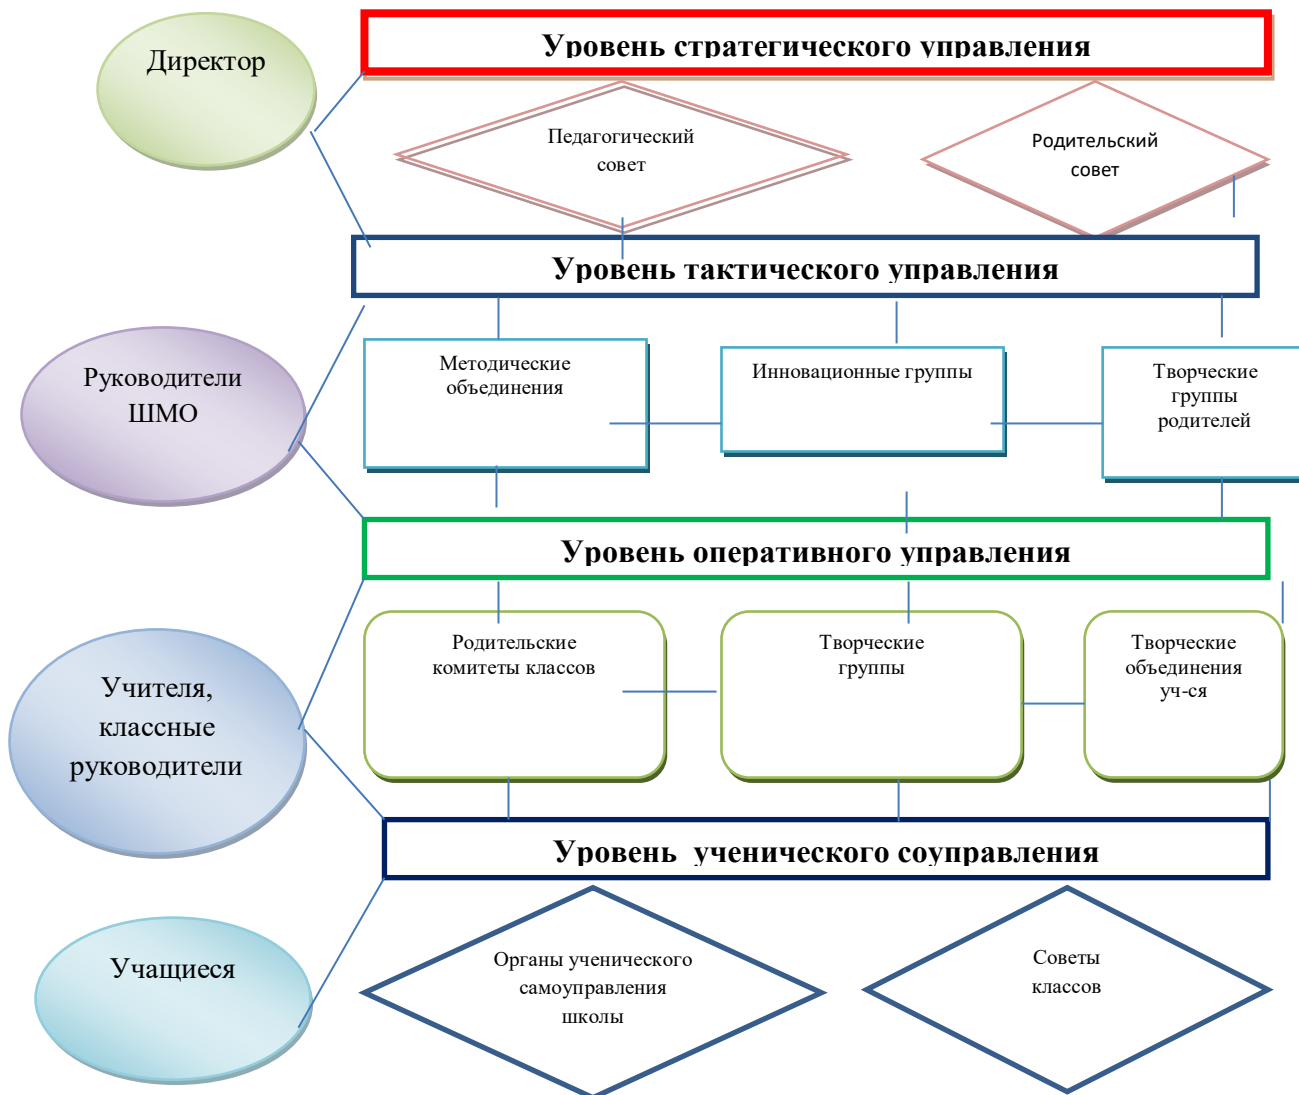 Директор
Уровень стратегического управления
Педагогический
совет
Родительский
совет
Уровень тактического управления
Руководители
ШМО
Методические
объединения
Инновационные группы
Творческие
группы
родителей
Уровень оперативного управления
Учителя,
классные
руководители
Родительские
комитеты классов
Творческие
группы
Творческие
объединения
уч-ся
Уровень  ученического соуправления
Учащиеся
Органы ученического
самоуправления
школы
Советы
классов